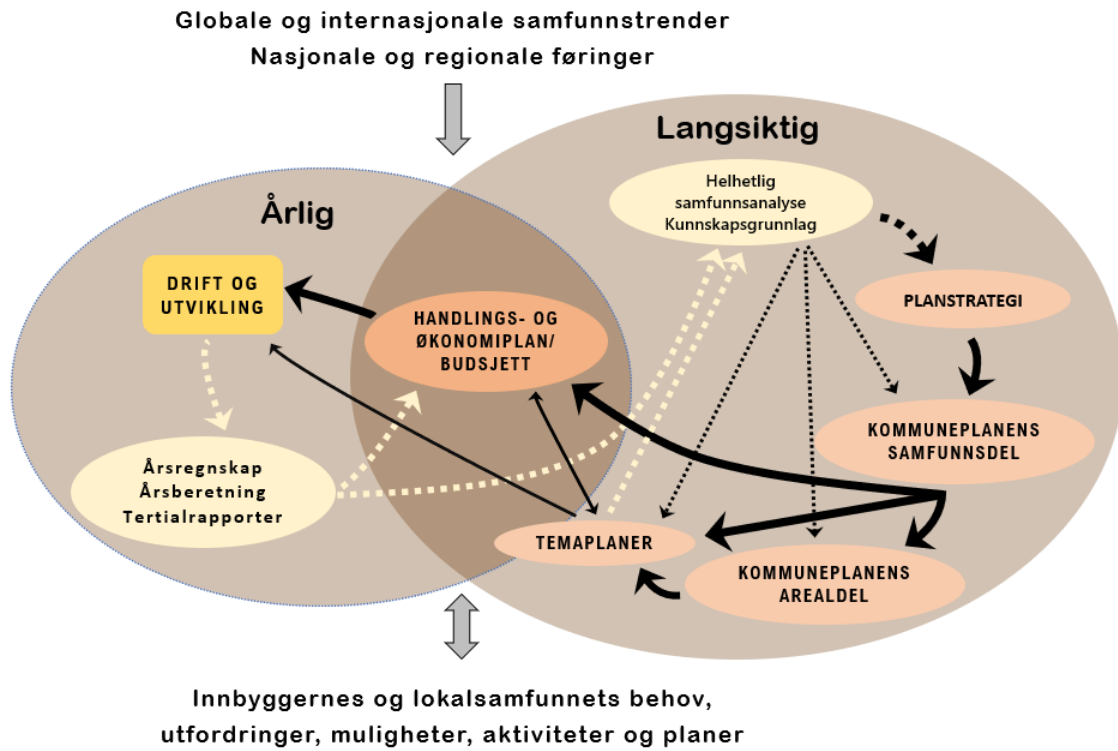 Globale og internasjonale samfunnstrender
Nasjonale og regionale føringer
Langsiktig
Årlig
Helhetlig
samfunnsanalyse
Kunnskapsgrunnlag
DRIFT OG
UTVIKLING
HANDLINGS- OG
ØKONOMIPLAN/
BUDSJETT
PLANSTRATEGI
KOMMUNEPLANENS
SAMFUNNSDEL
Årsregnskap
Årsberetning
Tertialrapporter
TEMAPLANER
KOMMUNEPLANENS
AREALDEL
Innbyggernes og lokalsamfunnets behov,
utfordringer, muligheter, aktiviteter og planer